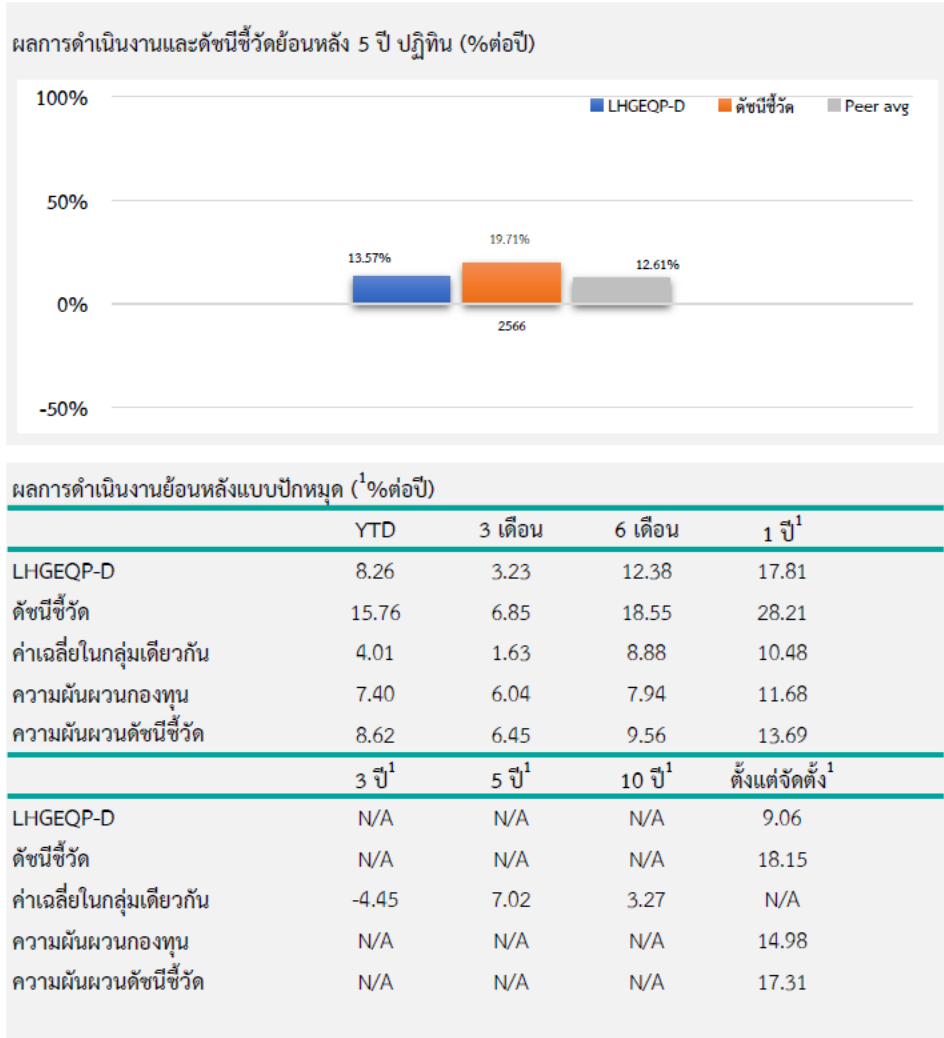 ผลการดำเนินงานและดัชนีชี้วัดย้อนหลัง 5 ปี ปฏิทิน (%ต่อปี)
100%
LHGEQP-D ดัชนีชี้วัด Peer avg
50%
19.71%
13.57%
12.61%
0%
2566
-50%
ผลการดำเนินงานย้อนหลังแบบปักหมุด (¹%ต่อปี)
YTD 3 เดือน 6 เดือน 1 ปี¹
LHGEQP-D 8.26 3.23 12.38 17.81
ดัชนีชี้วัด 15.76 6.85 18.55 28.21
ค่าเฉลี่ยในกลุ่มเดียวกัน 4.01 1.63 8.88 10.48
ความผันผวนกองทุน 7.40 6.04 7.94 11.68
ความผันผวนดัชนีชี้วัด 8.62 6.45 9.56 13.69
3 ปี¹ 5 ปี¹ 10 ปี¹ ตั้งแต่จัดตั้ง¹
LHGEQP-D N/A N/A N/A 9.06
ดัชนีชี้วัด N/A N/A N/A 18.15
ค่าเฉลี่ยในกลุ่มเดียวกัน -4.45 7.02 3.27 N/A
ความผันผวนกองทุน N/A N/A N/A 14.98
ความผันผวนดัชนีชี้วัด N/A N/A N/A 17.31